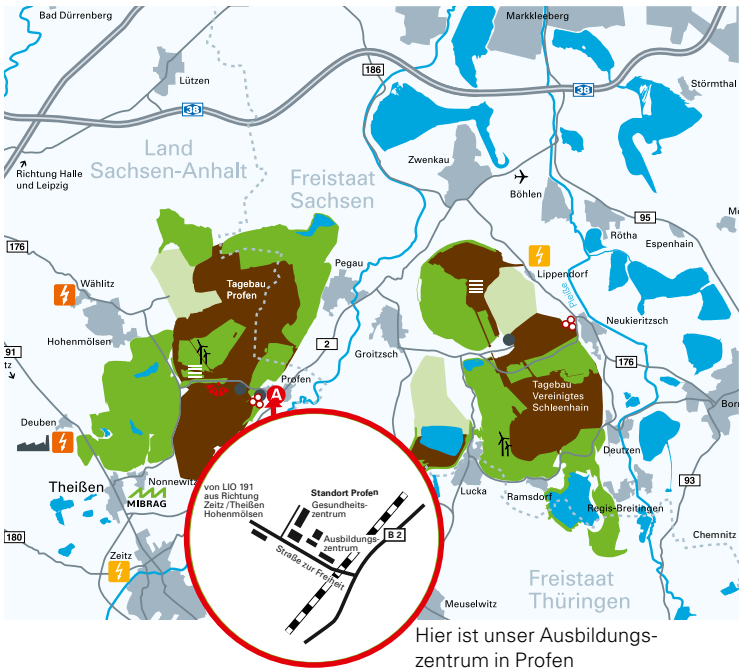 Bad Dürrenberg
Markkleeberg
Lützen
186
38
38
Störmthal
Land
Sachsen-Anhalt
Richtung Halle
und Leipzig
Freistaat
Sachsen
Zwenkau
Böhlen
95
Rötha
Espenhain
176
Wählitz
Tagebau
Profen
Pegau
Lippendorf
Pleiße
Neukieritzsch
Hohenmölsen
2
Groitzsch
176
91
Profen
A
Tagebau
Vereinigtes
Schleenhain
Deuben
Deutzen
Theißen
Nonnewitz
MIBRAG
von LIO 191
aus Richtung
Zeitz/Theißen
Hohenmölsen
Standort Profen
Gesundheits-
zentrum
Ausbildungs-
zentrum
B 2
Straße zur Freiheit
Lucka
Ramsdorf
Regis-Breitingen
93
Chemnitz
180
Zeitz
Meuselwitz
Freistaat
Thüringen
Hier ist unser Ausbildungs-
zentrum in Profen